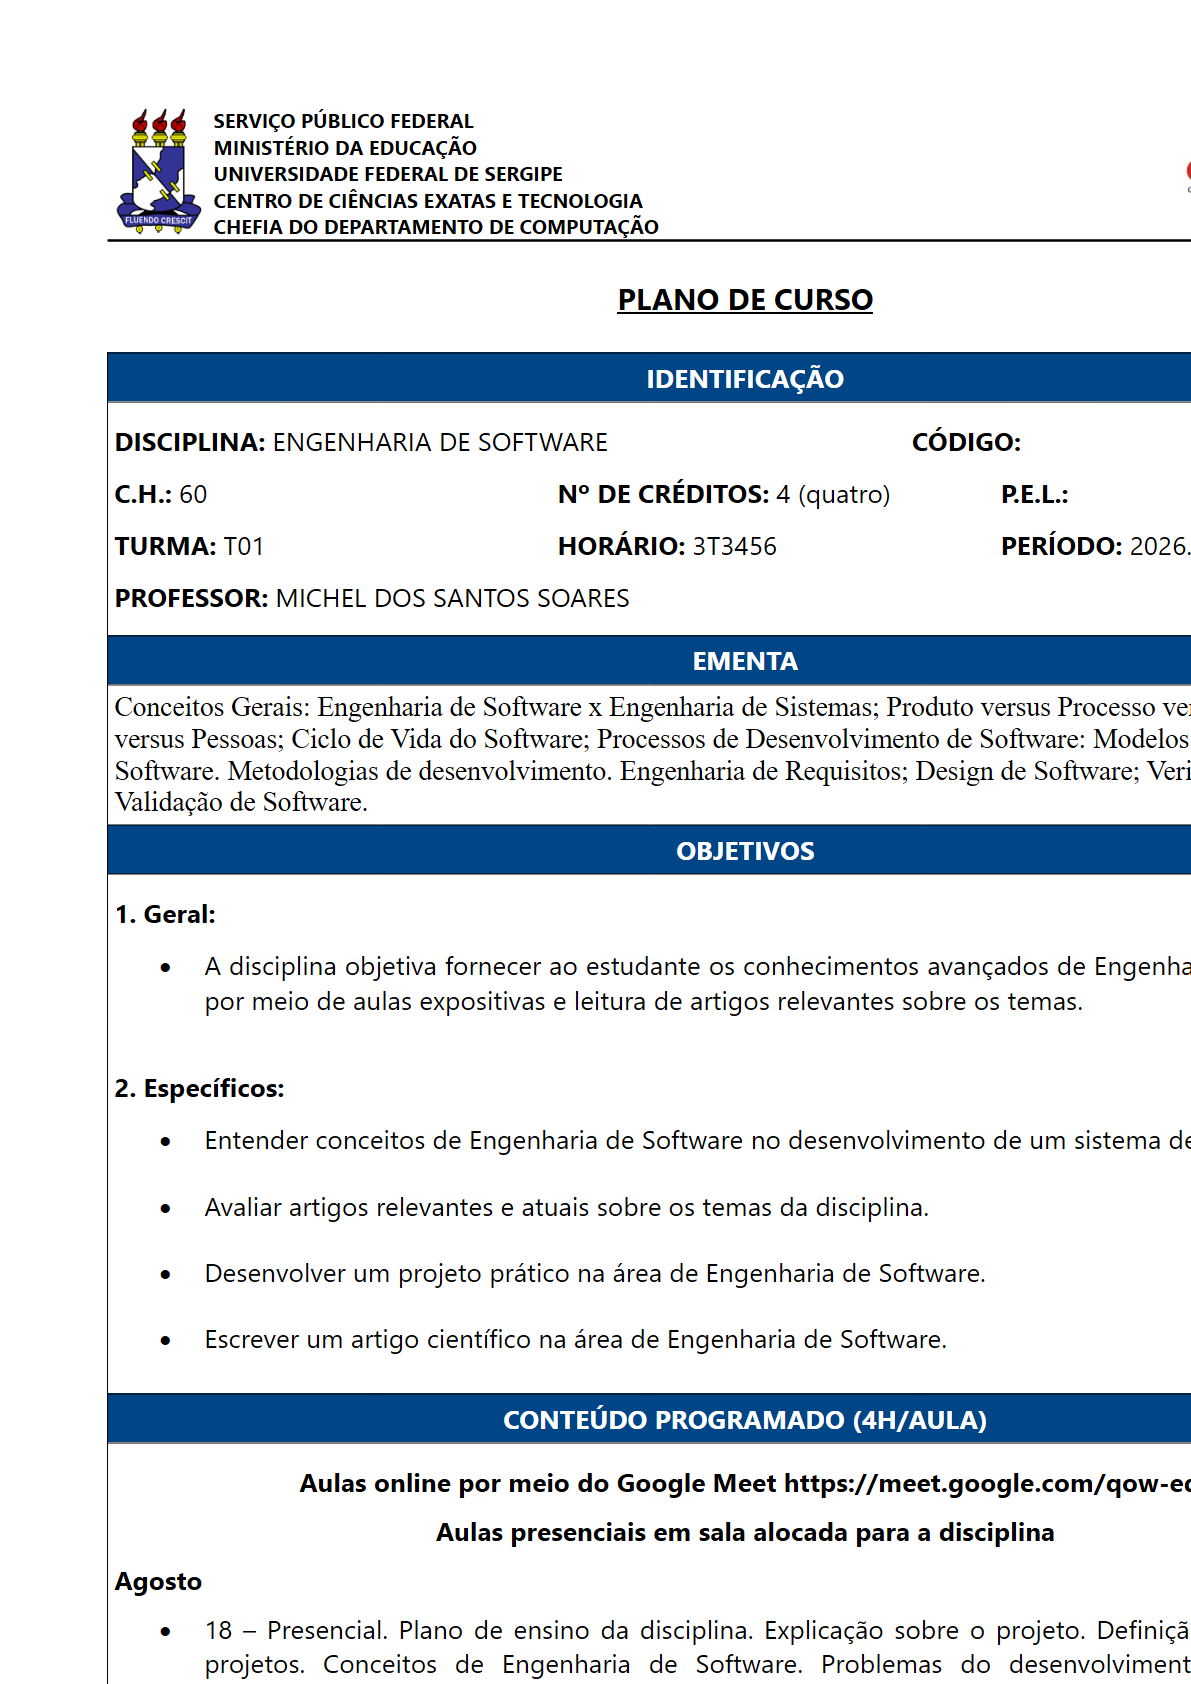 SERVIÇO PÚBLICO FEDERAL
MINISTÉRIO DA EDUCAÇÃO
UNIVERSIDADE FEDERAL DE SERGIPE
CENTRO DE CIÊNCIAS EXATAS E TECNOLOGIA
CHEFIA DO DEPARTAMENTO DE COMPUTAÇÃO
FLUENDO CRESCIT
PLANO DE CURSO
IDENTIFICAÇÃO
DISCIPLINA: ENGENHARIA DE SOFTWARE CÓDIGO:
C.H.: 60 Nº DE CRÉDITOS: 4 (quatro) P.E.L.:
TURMA: T01 HORÁRIO: 3T3456 PERÍODO: 2026.
PROFESSOR: MICHEL DOS SANTOS SOARES
EMENTA
Conceitos Gerais: Engenharia de Software x Engenharia de Sistemas; Produto versus Processo
versus Pessoas; Ciclo de Vida do Software; Processos de Desenvolvimento de Software: Modelos
Software. Metodologias de desenvolvimento. Engenharia de Requisitos; Design de Software;
Validação de Software.
OBJETIVOS
1. Geral:
• A disciplina objetiva fornecer ao estudante os conhecimentos avançados de
por meio de aulas expositivas e leitura de artigos relevantes sobre os temas.
2. Específicos:
• Entender conceitos de Engenharia de Software no desenvolvimento de um sistema
• Avaliar artigos relevantes e atuais sobre os temas da disciplina.
• Desenvolver um projeto prático na área de Engenharia de Software.
• Escrever um artigo científico na área de Engenharia de Software.
CONTEÚDO PROGRAMADO (4H/AULA)
Aulas online por meio do Google Meet https://meet.google.com/qow-
Aulas presenciais em sala alocada para a disciplina
Agosto
• 18 – Presencial. Plano de ensino da disciplina. Explicação sobre o projeto.
projetos. Conceitos de Engenharia de Software. Problemas do